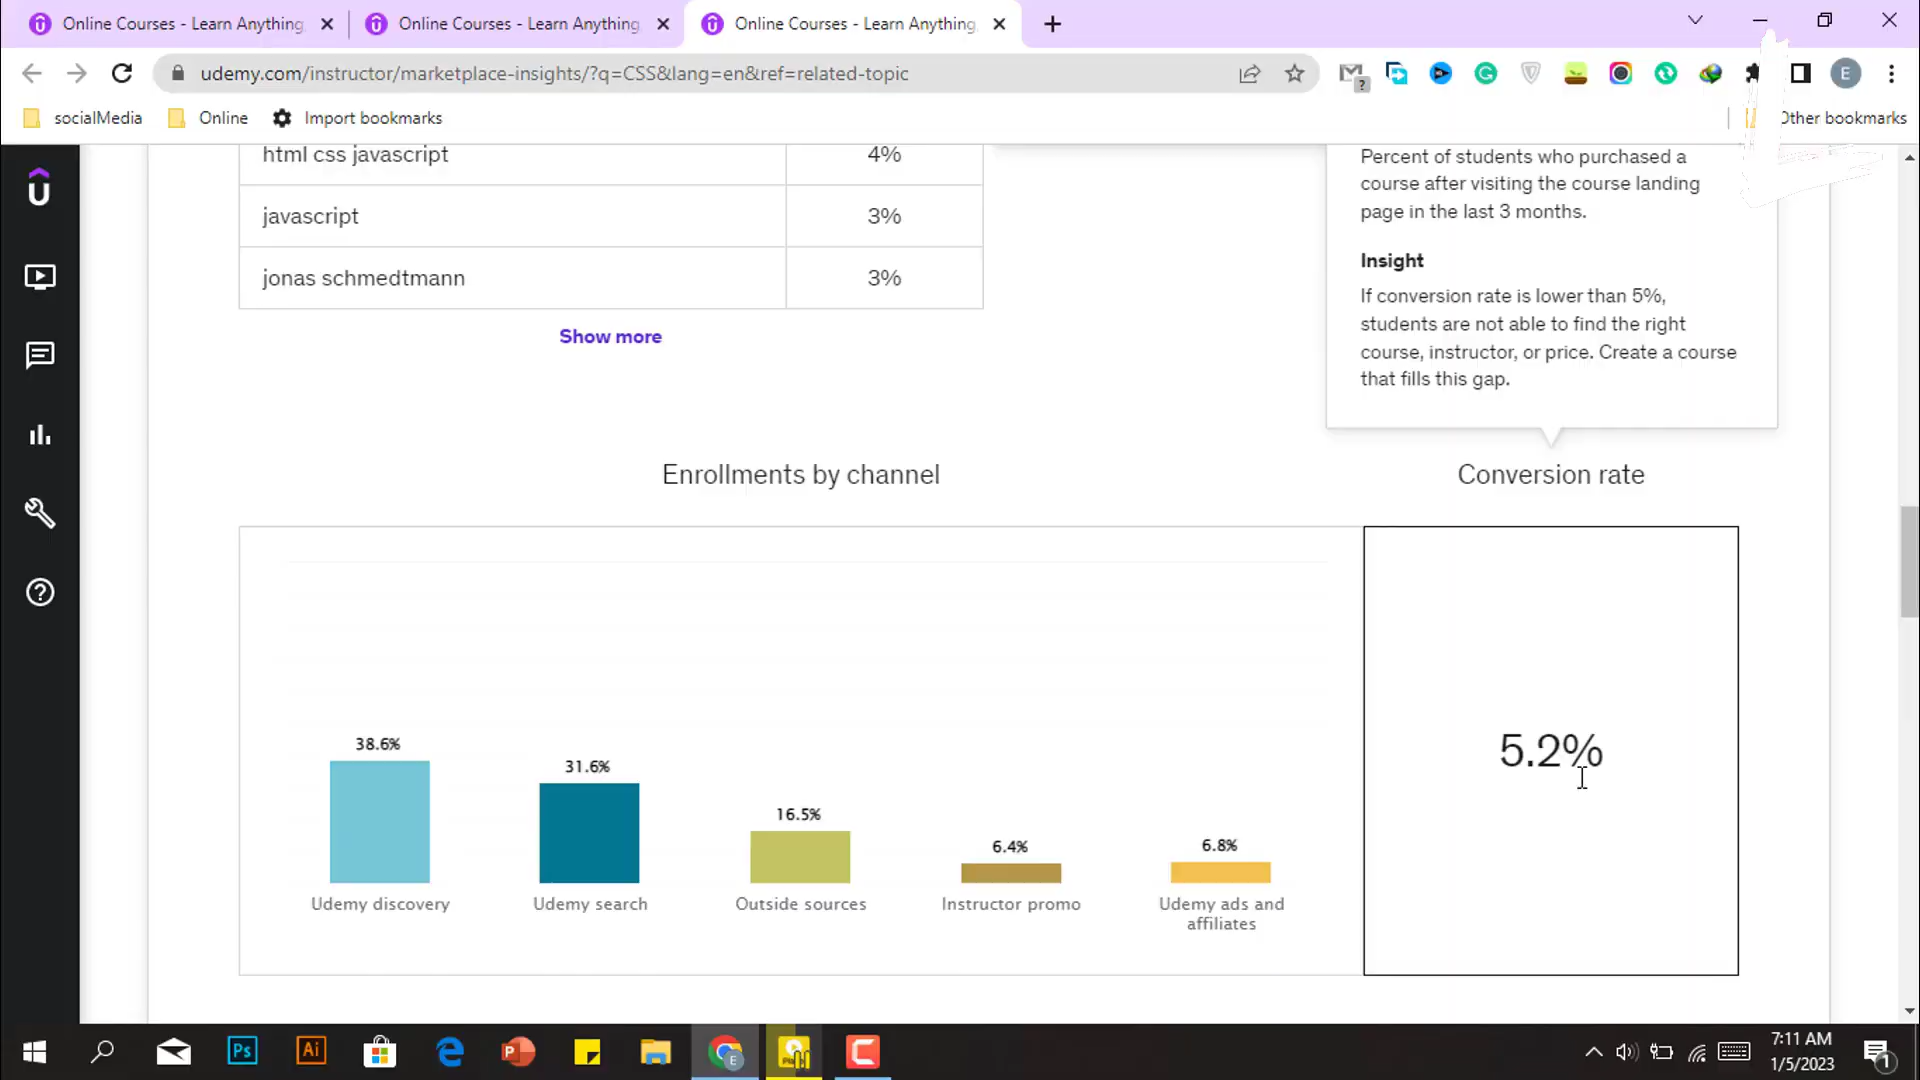 Online Courses - Learn Anything,
Online Courses - Learn Anything,
Online Courses - Learn Anything,
udemy.com/instructor/marketplace-insights/?q=CSS&lang=en&ref=related-topic
E
socialMedia
Online
Import bookmarks
Other bookmarks
html css javascript 4%
javascript 3%
jonas schmedtmann 3%
Show more
Percent of students who purchased a
course after visiting the course landing
page in the last 3 months.
Insight
If conversion rate is lower than 5%,
students are not able to find the right
course, instructor, or price. Create a course
that fills this gap.
Enrollments by channel
Conversion rate
38.6%
31.6%
16.5%
6.4%
6.8%
5.2%
Udemy discovery
Udemy search
Outside sources
Instructor promo
Udemy ads and
affiliates
Ps
Ai
7:11 AM
1/5/2023
1